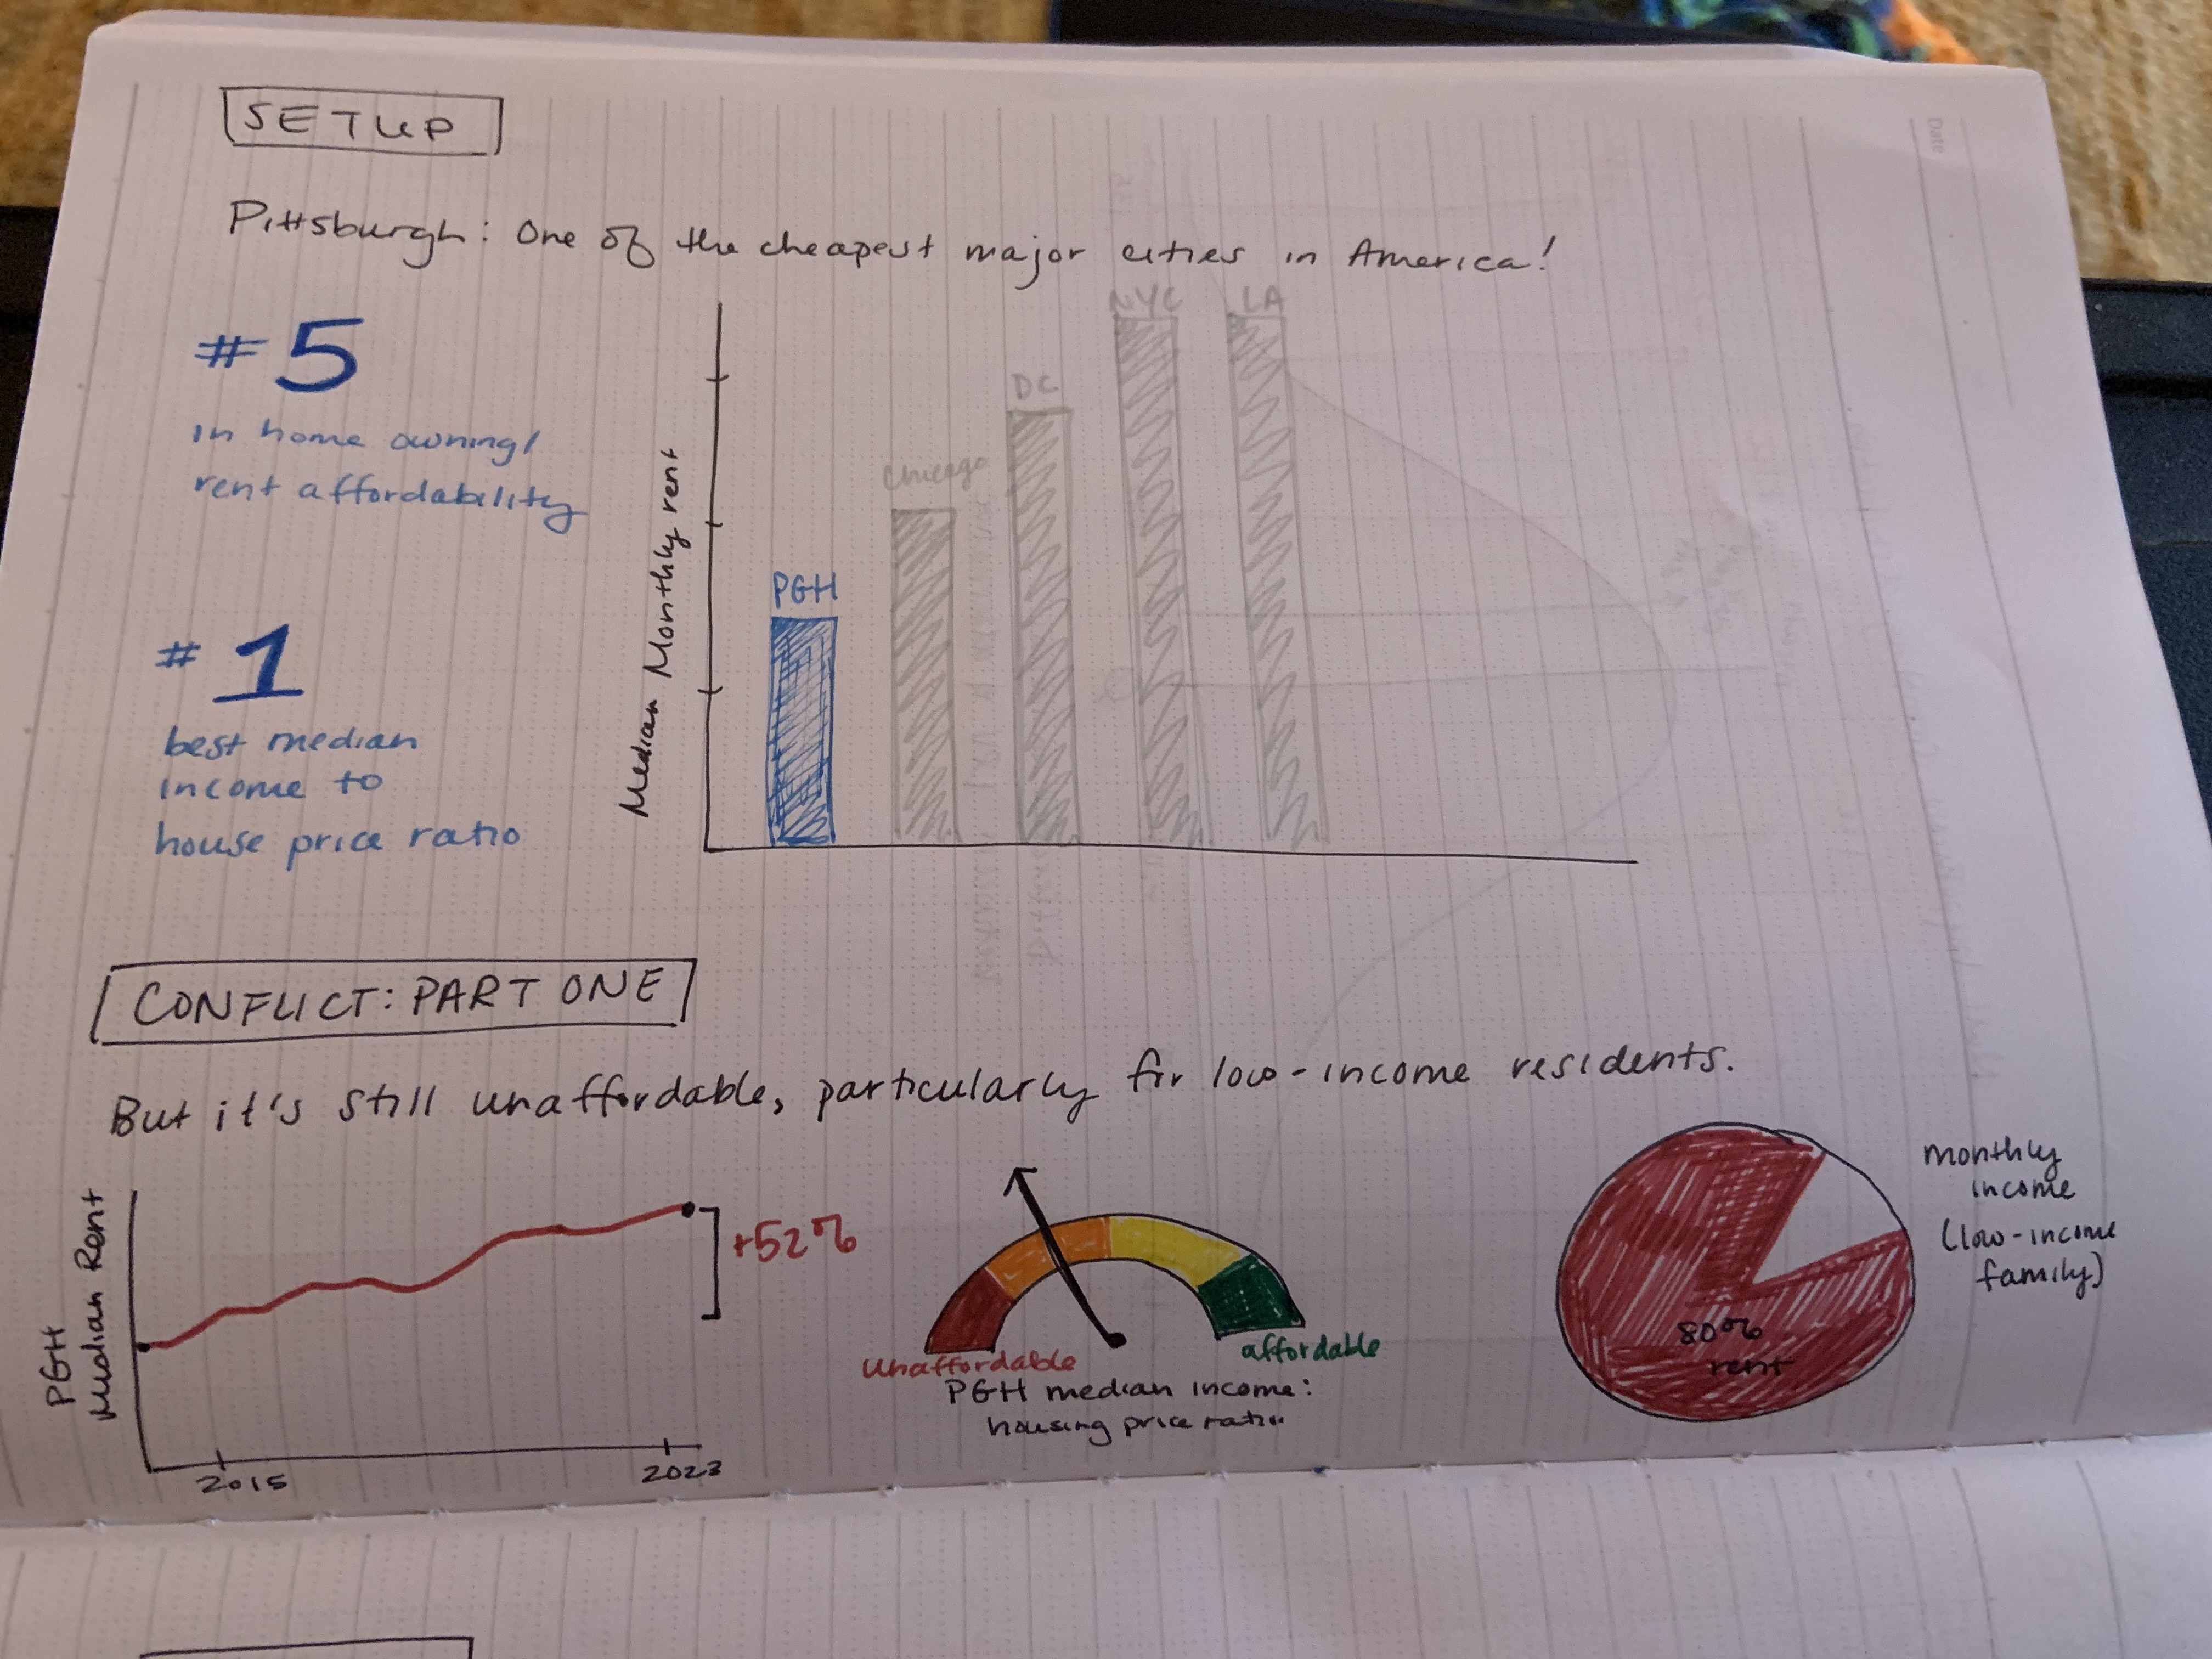 SETUP
Pittsburgh: One of the cheapest major cities in America!
#5
in home owning/
rent affordability
#1
best median
income to
house price ratio
Median Monthly rent
PGH
Chicago
DC
NYC
LA
Date
CONFLICT: PART ONE
But it's still unaffordable, particularly for low-income residents.
PGH
Median Rent
+52%
2015
2023
Unaffordable
affordable
PGH median income:
housing price ratio
80%
rent
monthly
income
(low-income
family)